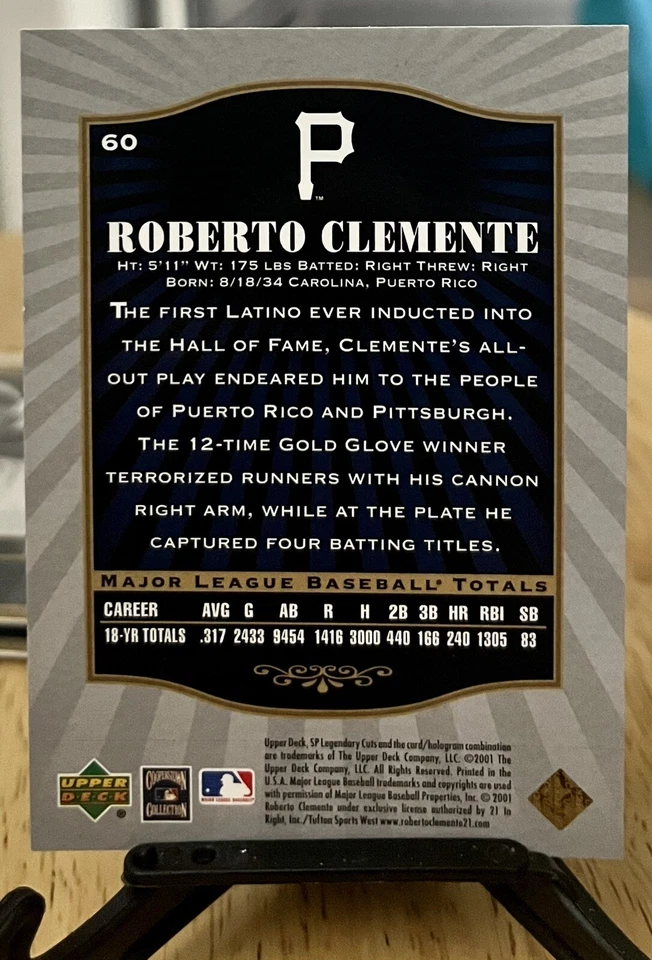 60
P
™
ROBERTO CLEMENTE
HT: 5'11" WT: 175 LBS BATTED: RIGHT THREW: RIGHT
BORN: 8/18/34 CAROLINA, PUERTO RICO
THE FIRST LATINO EVER INDUCTED INTO
THE HALL OF FAME, CLEMENTE'S ALL-
OUT PLAY ENDEARED HIM TO THE PEOPLE
OF PUERTO RICO AND PITTSBURGH.
THE 12-TIME GOLD GLOVE WINNER
TERRORIZED RUNNERS WITH HIS CANNON
RIGHT ARM, WHILE AT THE PLATE HE
CAPTURED FOUR BATTING TITLES.
MAJOR LEAGUE BASEBALL® TOTALS
CAREER AVG G AB R H 2B 3B HR RBI SB
18-YR TOTALS .317 2433 9454 1416 3000 440 166 240 1305 83
Upper Deck, SP Legendary Cuts and the card/hologram combination
are trademarks of The Upper Deck Company, LLC. ©2001 The
Upper Deck Company, LLC. All Rights Reserved. Printed in the
U.S.A. Major League Baseball trademarks and copyrights are used
with permission of Major League Baseball Properties, Inc. © 2001
Roberto Clemente under exclusive license authorized by 21 In
Right, Inc./Tufton Sports West www.robertoclemente21.com
UPPER
DECK ®
COOPERSTOWN
COLLECTION
MAJOR LEAGUE BASEBALL